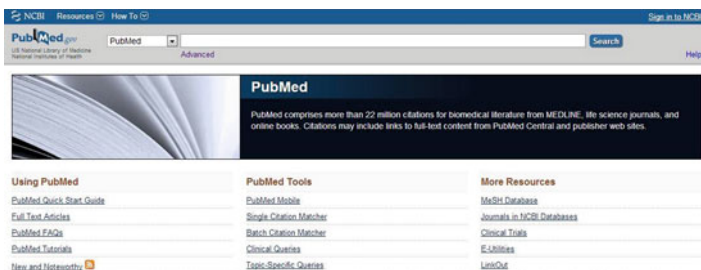 NCBI Resources How To Sign in to NCBI
PubMed.gov PubMed Search
US National Library of Medicine
National Institutes of Health
Advanced Help
PubMed
PubMed comprises more than 22 million citations for biomedical literature from MEDLINE, life science journals, and
online books. Citations may include links to full-text content from PubMed Central and publisher web sites.
Using PubMed PubMed Tools More Resources
PubMed Quick Start Guide PubMed Mobile MeSH Database
Full Text Articles Single Citation Matcher Journals in NCBI Databases
PubMed FAQs Batch Citation Matcher Clinical Trials
PubMed Tutorials Clinical Queries E-Utilities
New and Noteworthy Topic-Specific Queries LinkOut